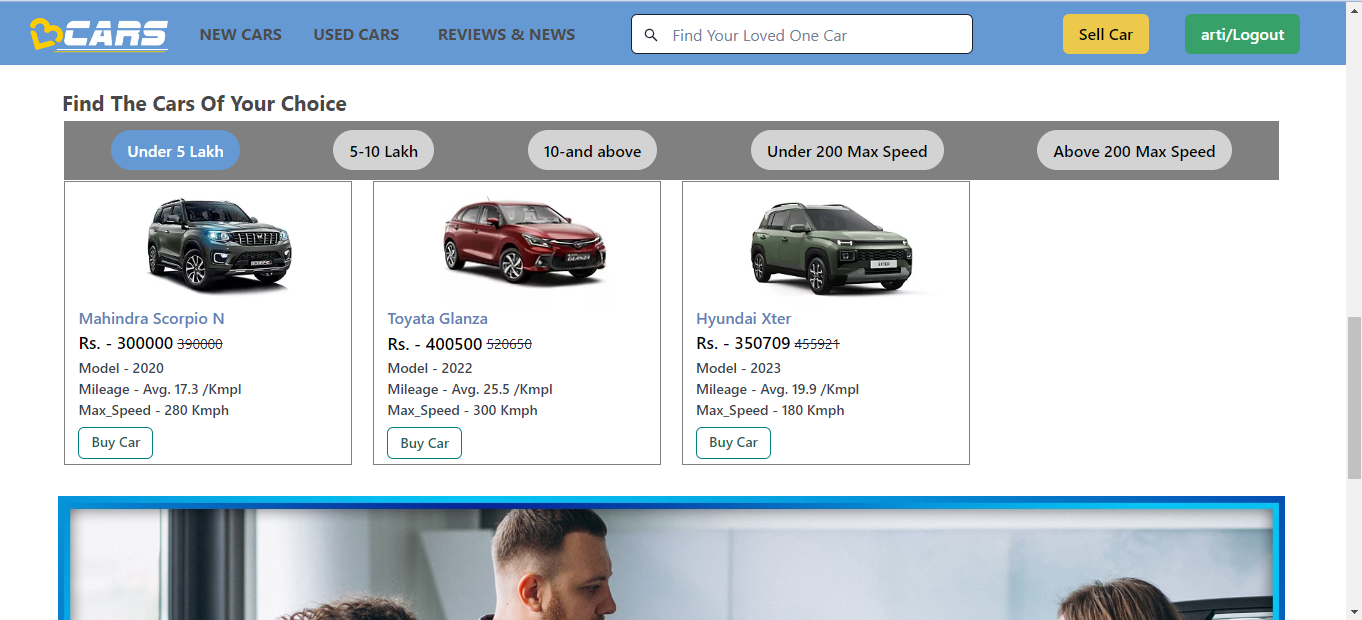 CARS NEW CARS USED CARS REVIEWS & NEWS Find Your Loved One Car Sell Car arti/Logout
Find The Cars Of Your Choice
Under 5 Lakh 5-10 Lakh 10-and above Under 200 Max Speed Above 200 Max Speed
Mahindra Scorpio N
Rs. - 300000 390000
Model - 2020
Mileage - Avg. 17.3 /Kmpl
Max_Speed - 280 Kmph
Buy Car
GLANZA
Toyata Glanza
Rs. - 400500 520650
Model - 2022
Mileage - Avg. 25.5 /Kmpl
Max_Speed - 300 Kmph
Buy Car
EXTER
Hyundai Xter
Rs. - 350709 455921
Model - 2023
Mileage - Avg. 19.9 /Kmpl
Max_Speed - 180 Kmph
Buy Car